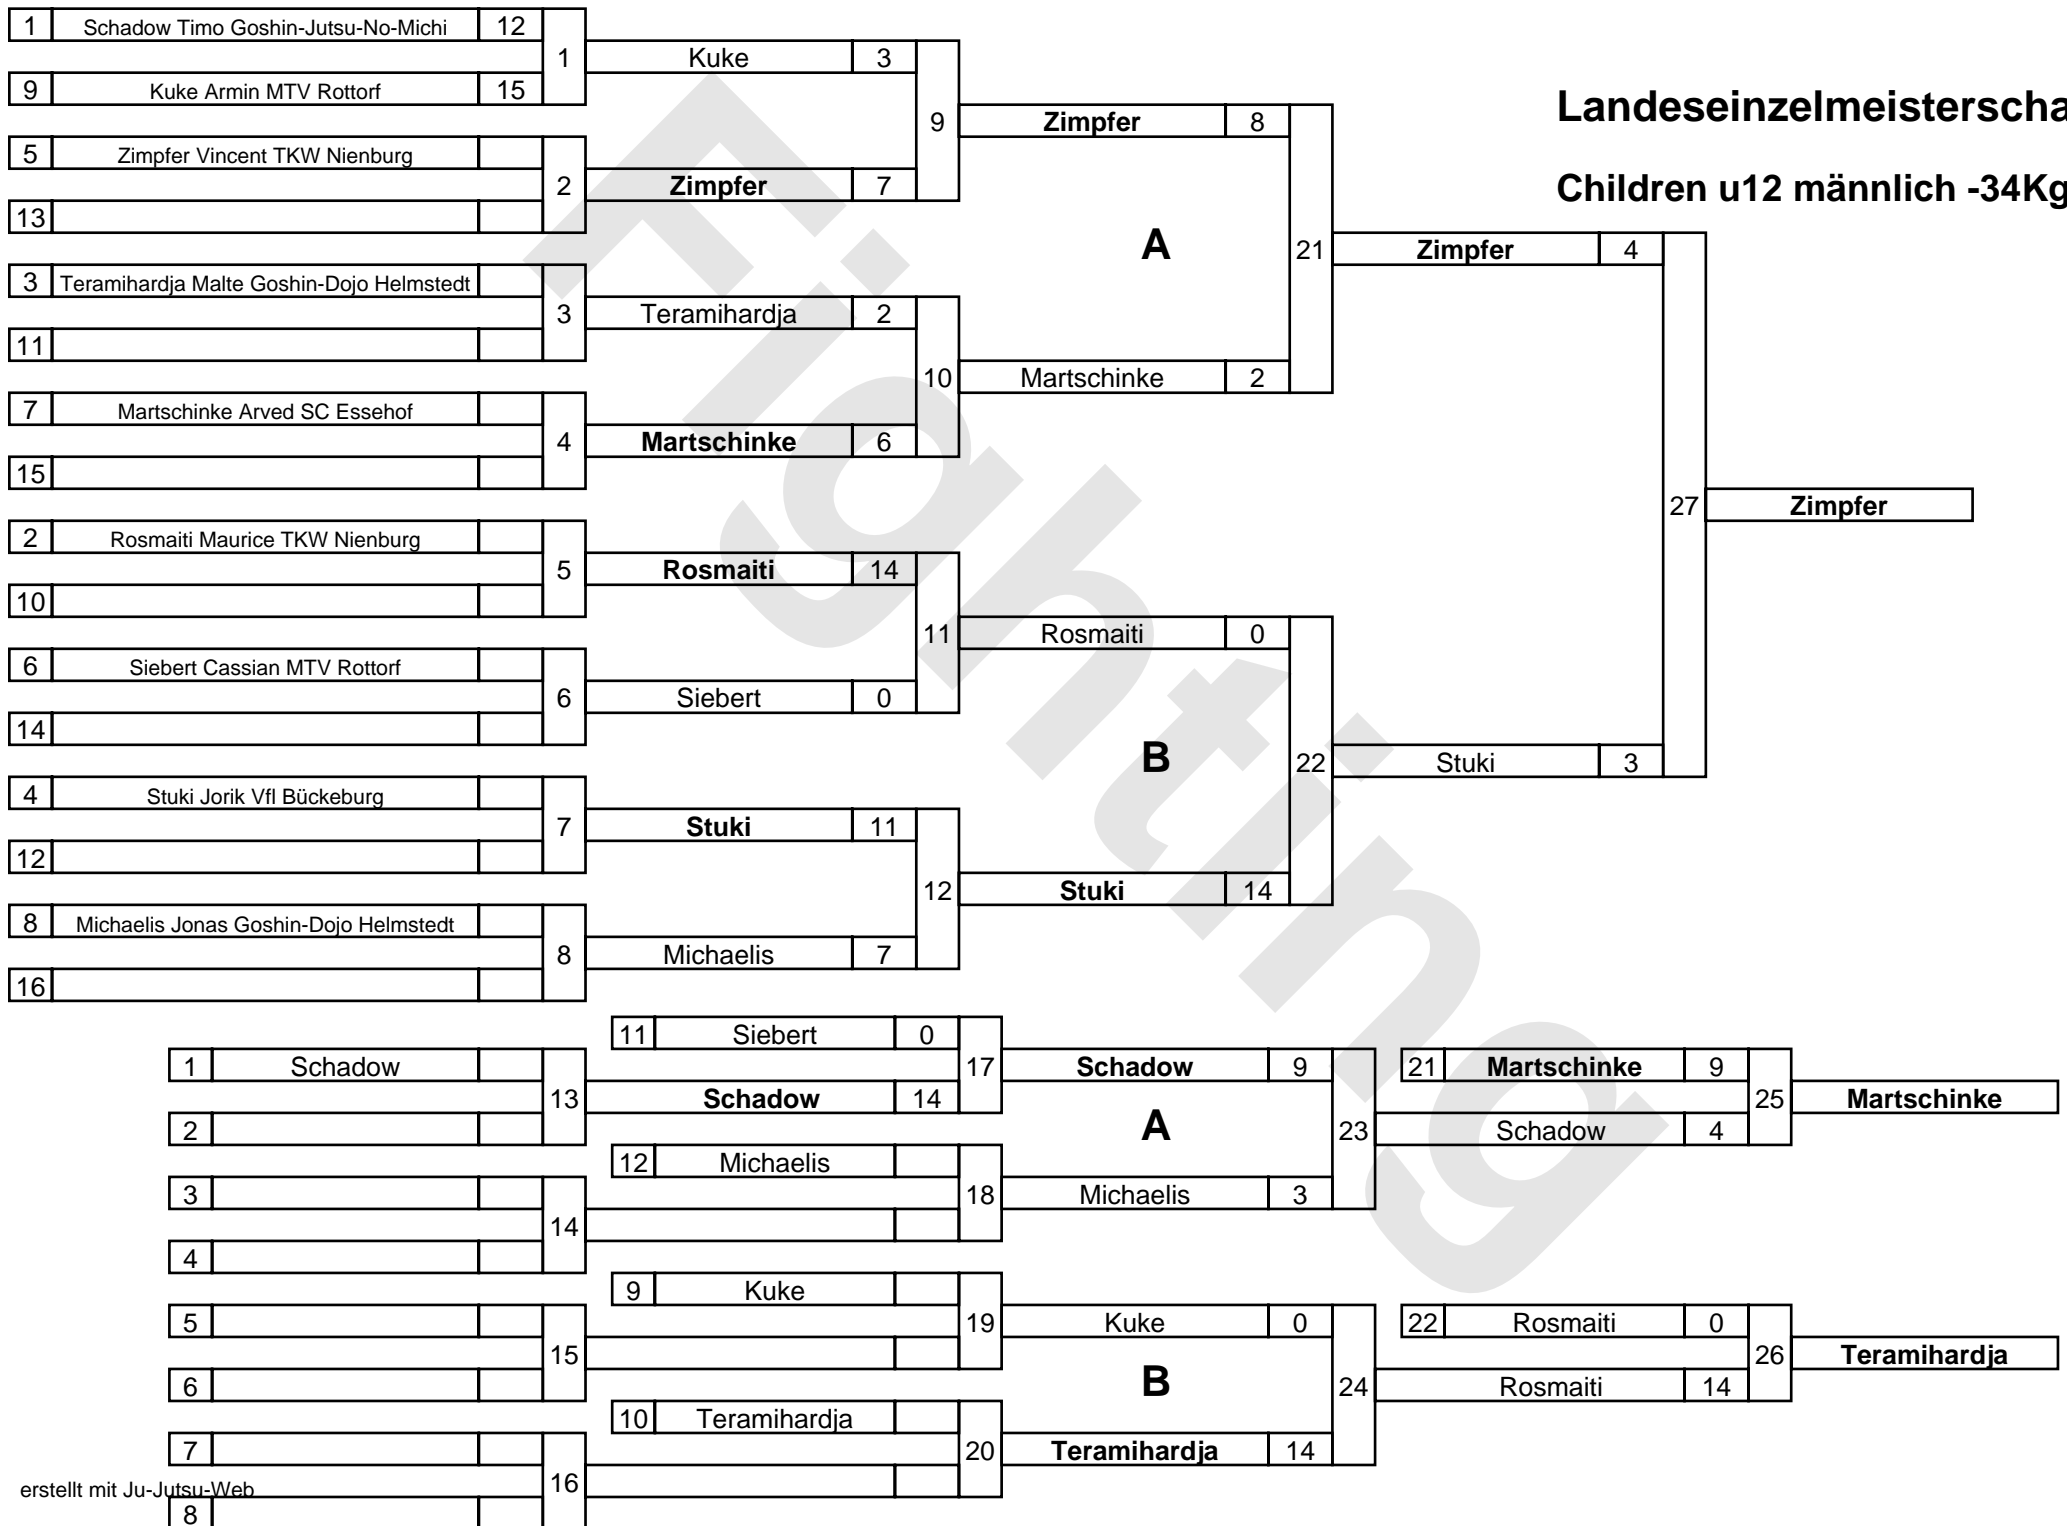 1 Schadow Timo Goshin-Jutsu-No-Michi 12
1 Kuke 3
9 Kuke Armin MTV Rottorf 15
Landeseinzelmeisterscha
9 Zimpfer 8
5 Zimpfer Vincent TKW Nienburg
2 Zimpfer 7
Children u12 männlich -34Kg
13
A 21 Zimpfer 4
3 Teramihardja Malte Goshin-Dojo Helmstedt
3 Teramihardja 2
11
10 Martschinke 2
7 Martschinke Arved SC Essehof
4 Martschinke 6
15
27 Zimpfer
2 Rosmaiti Maurice TKW Nienburg
5 Rosmaiti 14
10
11 Rosmaiti 0
6 Siebert Cassian MTV Rottorf
6 Siebert 0
14
B 22 Stuki 3
4 Stuki Jorik Vfl Bückeburg
7 Stuki 11
12
12 Stuki 14
8 Michaelis Jonas Goshin-Dojo Helmstedt
8 Michaelis 7
16
Fighting
11 Siebert 0
1 Schadow
17 Schadow 9
21 Martschinke 9
13 Schadow 14
25 Martschinke
2
A 23 Schadow 4
12 Michaelis
3
18 Michaelis 3
14
4
9 Kuke
5
19 Kuke 0
22 Rosmaiti 0
15
26 Teramihardja
6
B 24 Rosmaiti 14
10 Teramihardja
7
20 Teramihardja 14
16
erstellt mit Ju-Jutsu-Web
8